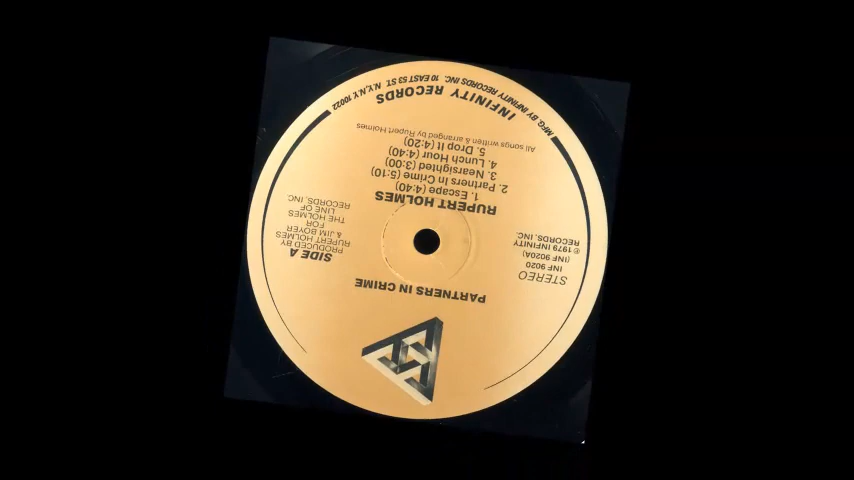 PARTNERS IN CRIME
STEREO
INF 9020
(INF 9020A)
℗ 1979 INFINITY
RECORDS, INC.
SIDE A
PRODUCED BY
RUPERT HOLMES
& JIM BOYER
FOR
THE HOLMES
LINE OF
RECORDS, INC.
RUPERT HOLMES
1. Escape (4:40)
2. Partners In Crime (5:10)
3. Nearsighted (3:00)
4. Lunch Hour (4:40)
5. Drop It (4:20)
All songs written & arranged by Rupert Holmes
INFINITY RECORDS
MFG. BY INFINITY RECORDS INC. 10 EAST 53 ST. N.Y., N.Y. 10022